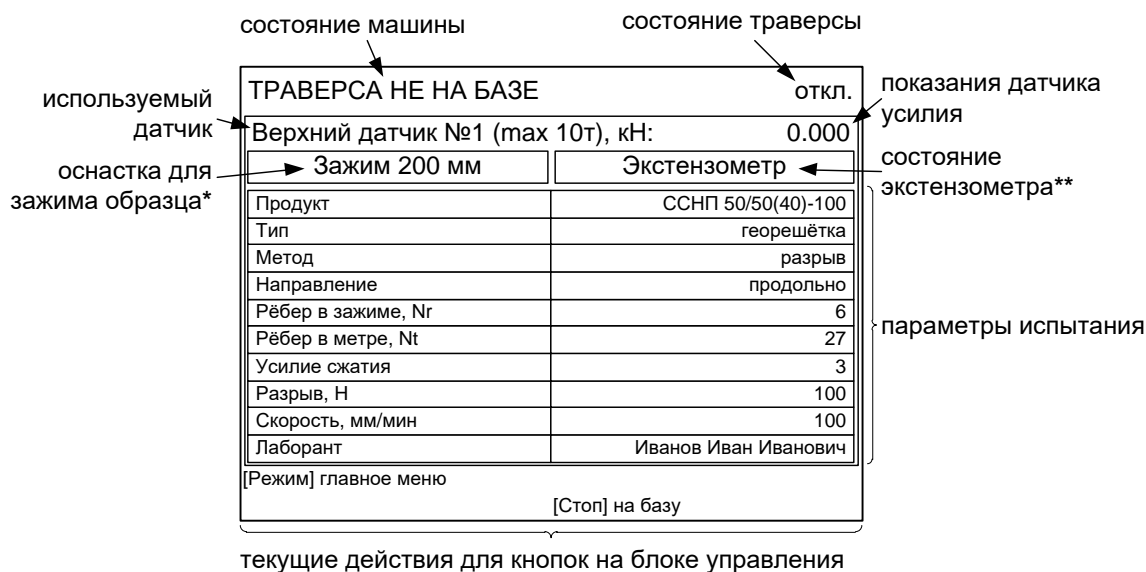 состояние машины
состояние траверсы
ТРАВЕРСА НЕ НА БАЗЕ откл.
используемый
датчик
Верхний датчик №1 (max 10т), кН: 0.000
показания датчика
усилия
оснастка для
зажима образца*
Зажим 200 мм
Экстензометр
состояние
экстензометра**
Продукт ССНП 50/50(40)-100
Тип георешётка
Метод разрыв
Направление продольно
Рёбер в зажиме, Nr 6
Рёбер в метре, Nt 27
Усилие сжатия 3
Разрыв, Н 100
Скорость, мм/мин 100
Лаборант Иванов Иван Иванович
параметры испытания
[Режим] главное меню
[Стоп] на базу
текущие действия для кнопок на блоке управления